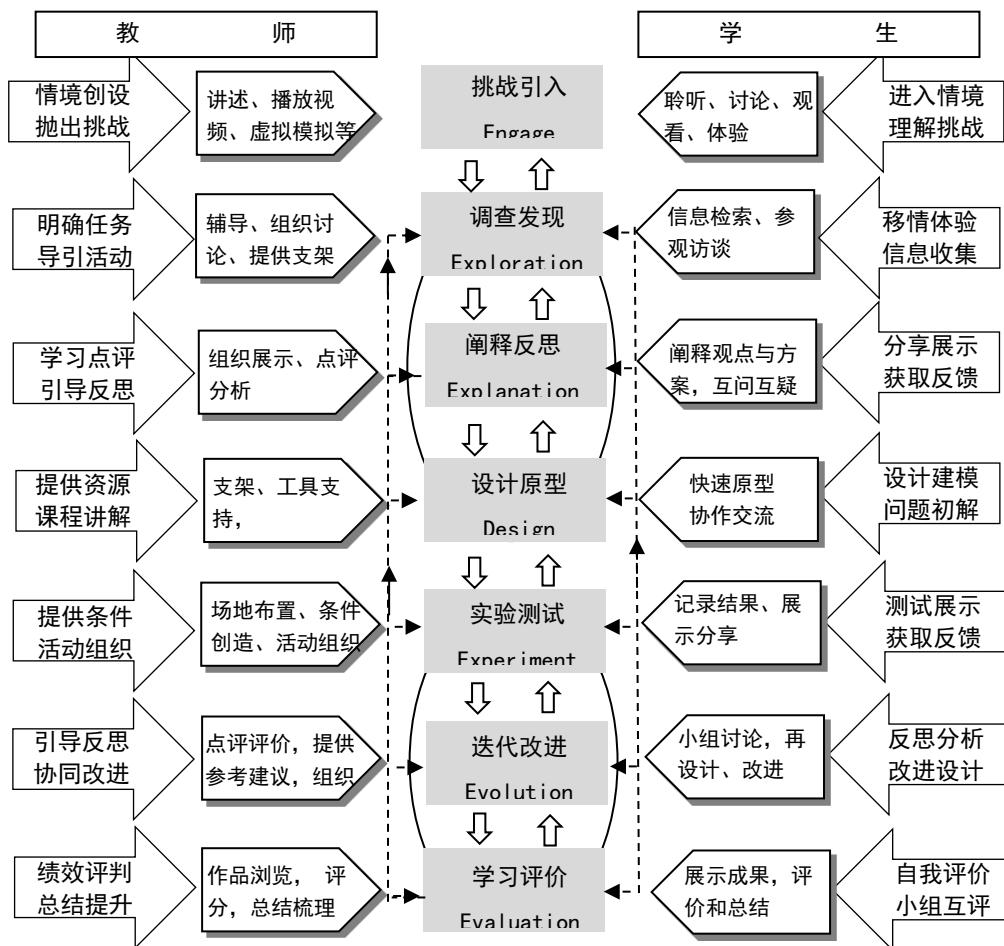 教 师
学 生
情境创设
抛出挑战
讲述、播放视
频、虚拟模拟等
挑战引入
Engage
聆听、讨论、观
看、体验
进入情境
理解挑战
明确任务
导引活动
辅导、组织讨
论、提供支架
调查发现
Exploration
信息检索、参
观访谈
移情体验
信息收集
学习点评
引导反思
组织展示、点评
分析
阐释反思
Explanation
阐释观点与方
案，互问互疑
分享展示
获取反馈
提供资源
课程讲解
支架、工具支
持，
设计原型
Design
快速原型
协作交流
设计建模
问题初解
提供条件
活动组织
场地布置、条件
创造、活动组织
实验测试
Experiment
记录结果、展
示分享
测试展示
获取反馈
引导反思
协同改进
点评评价，提供
参考建议，组织
迭代改进
Evolution
小组讨论，再
设计、改进
反思分析
改进设计
绩效评判
总结提升
作品浏览， 评
分，总结梳理
学习评价
Evaluation
展示成果，评
价和总结
自我评价
小组互评